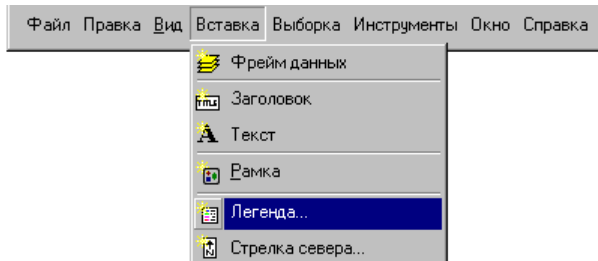 Файл Правка Вид Вставка Выборка Инструменты Окно Справка
Фрейм данных
Заголовок
Текст
Рамка
Легенда...
Стрелка севера...